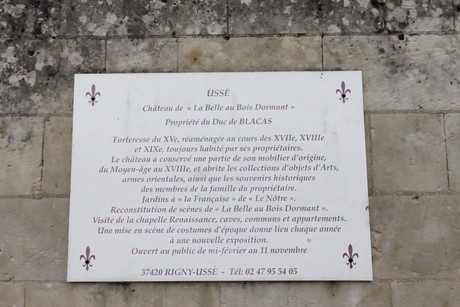 USSÉ
Château de « La Belle au Bois Dormant »
Propriété du Duc de BLACAS
Forteresse du XVe, réaménagée au cours des XVIIe, XVIIIe
et XIXe, toujours habité par ses propriétaires.
Le château a conservé une partie de son mobilier d'origine,
du Moyen-âge au XVIIIe, et abrite les collections d'objets d'Arts,
armes orientales, ainsi que les souvenirs historiques
des membres de la famille du propriétaire.
Jardins à « la Française » de « Le Nôtre ».
Reconstitution de scènes de « La Belle au Bois Dormant ».
Visite de la chapelle Renaissance, caves, communs et appartements.
Une mise en scène de costumes d'époque donne lieu chaque année
à une nouvelle exposition.
Ouvert au public de mi-février au 11 novembre
37420 RIGNY-USSÉ - Tél: 02 47 95 54 05